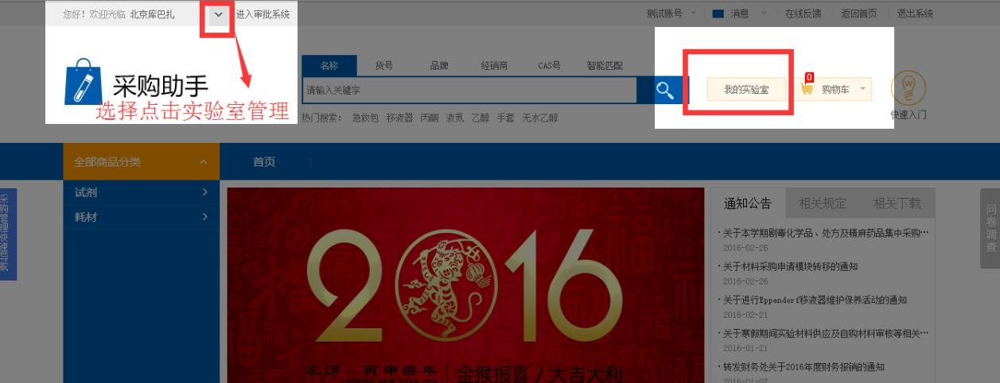 您好！欢迎光临 北京库巴扎
进入审批系统
测试账号
消息
在线反馈
返回首页
退出系统
采购助手
选择点击实验室管理
名称 货号 品牌 经销商 CAS号 智能匹配
请输入关键字
热门搜索： 急救包 移液器 丙酮 液氮 乙醇 手套 无水乙醇
我的实验室
0
购物车
W
快速入门
全部商品分类
首页
试剂
耗材
采购管理快速导航
2016
农历·丙申猴年
金猴报喜/大吉大利
通知公告 相关规定 相关下载
·关于本学期剧毒化学品、处方及精麻药品集中采购…
2016-02-26
·关于材料采购申请模块转移的通知
2016-02-26
·关于进行Eppendorf移液器维护保养活动的通知
2016-02-21
·关于寒假期间实验材料供应及自购材料审核等相关…
2016-01-21
·转发财务处关于2016年度财务报销的通知
2016-01-07
问卷调查